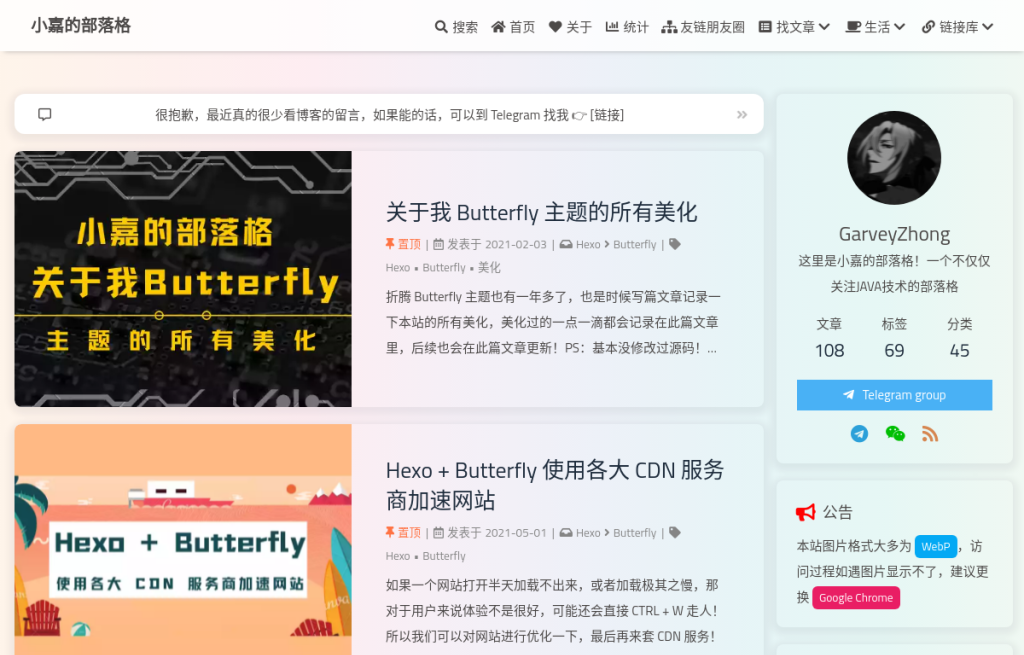 小嘉的部落格
搜索 首页 关于 统计 友链朋友圈 找文章 生活 链接库
很抱歉，最近真的很少看博客的留言，如果能的话，可以到 Telegram 找我 👉 [链接]
小嘉的部落格
关于我Butterfly
主题的所有美化
关于我 Butterfly 主题的所有美化
置顶 | 发表于 2021-02-03 | Hexo > Butterfly |
Hexo • Butterfly • 美化
折腾 Butterfly 主题也有一年多了，也是时候写篇文章记录一
下本站的所有美化，美化过的一点一滴都会记录在此篇文章
里，后续也会在此篇文章更新！PS：基本没修改过源码！...
Hexo + Butterfly
使用各大 CDN 服务商加速网站
Hexo + Butterfly 使用各大 CDN 服务
商加速网站
置顶 | 发表于 2021-05-01 | Hexo > Butterfly |
Hexo • Butterfly
如果一个网站打开半天加载不出来，或者加载极其之慢，那
对于用户来说体验不是很好，可能还会直接 CTRL + W 走人！
所以我们可以对网站进行优化一下，最后再来套 CDN 服务！
GarveyZhong
这里是小嘉的部落格！一个不仅仅
关注JAVA技术的部落格
文章 标签 分类
108 69 45
Telegram group
公告
本站图片格式大多为 WebP ，访
问过程如遇图片显示不了，建议更
换 Google Chrome